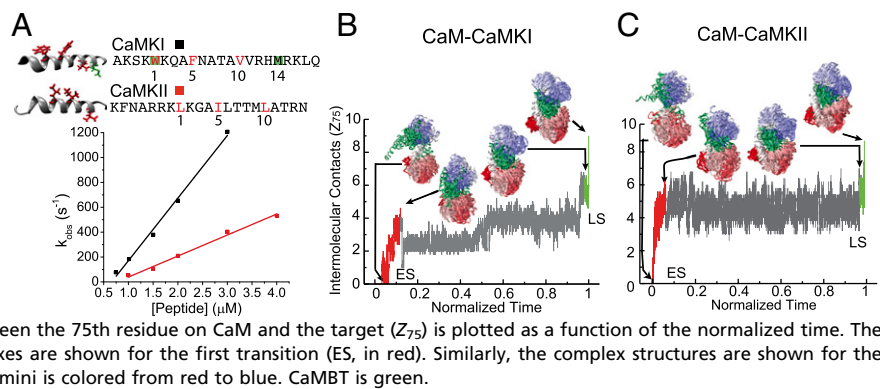 A
CaMKI
AKSKWKQAFNATAVVRHMRKLQ
1 5 10 14
CaMKII
KFNARRKLKGAILTTMLATRN
1 5 10
1200
1000
800
600
400
200
0
kobs (s-1)
0.5 1.0 1.5 2.0 2.5 3.0 3.5 4.0
[Peptide] (μM)
B
CaM-CaMKI
Intermolecular Contacts (Z75)
10
8
6
4
2
0
ES
LS
0 0.2 0.4 0.6 0.8 1
Normalized Time
C
CaM-CaMKII
10
8
6
4
2
0
ES
LS
0 0.2 0.4 0.6 0.8 1
Normalized Time
een the 75th residue on CaM and the target (Z75) is plotted as a function of the normalized time. The
xes are shown for the first transition (ES, in red). Similarly, the complex structures are shown for the
mini is colored from red to blue. CaMBT is green.